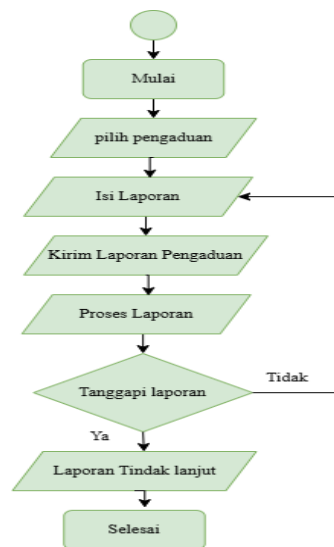 Mulai
pilih pengaduan
Isi Laporan
Kirim Laporan Pengaduan
Proses Laporan
Tanggapi laporan
Tidak
Ya
Laporan Tindak lanjut
Selesai